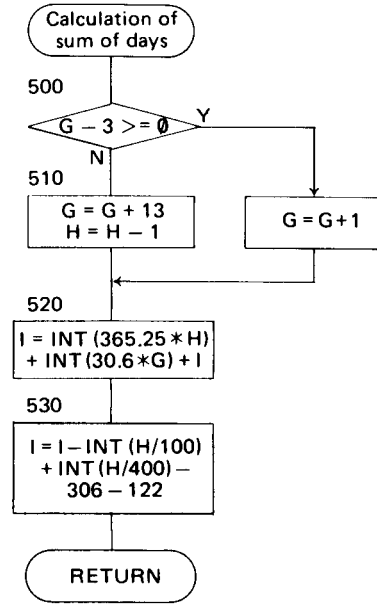 Calculation of
sum of days
500
G – 3 >= 0
Y
N
510
G = G + 13
H = H – 1
G = G+1
520
I = INT (365.25 * H)
+ INT (30.6 * G) + I
530
I = I – INT (H/100)
+ INT (H/400) –
306 – 122
RETURN